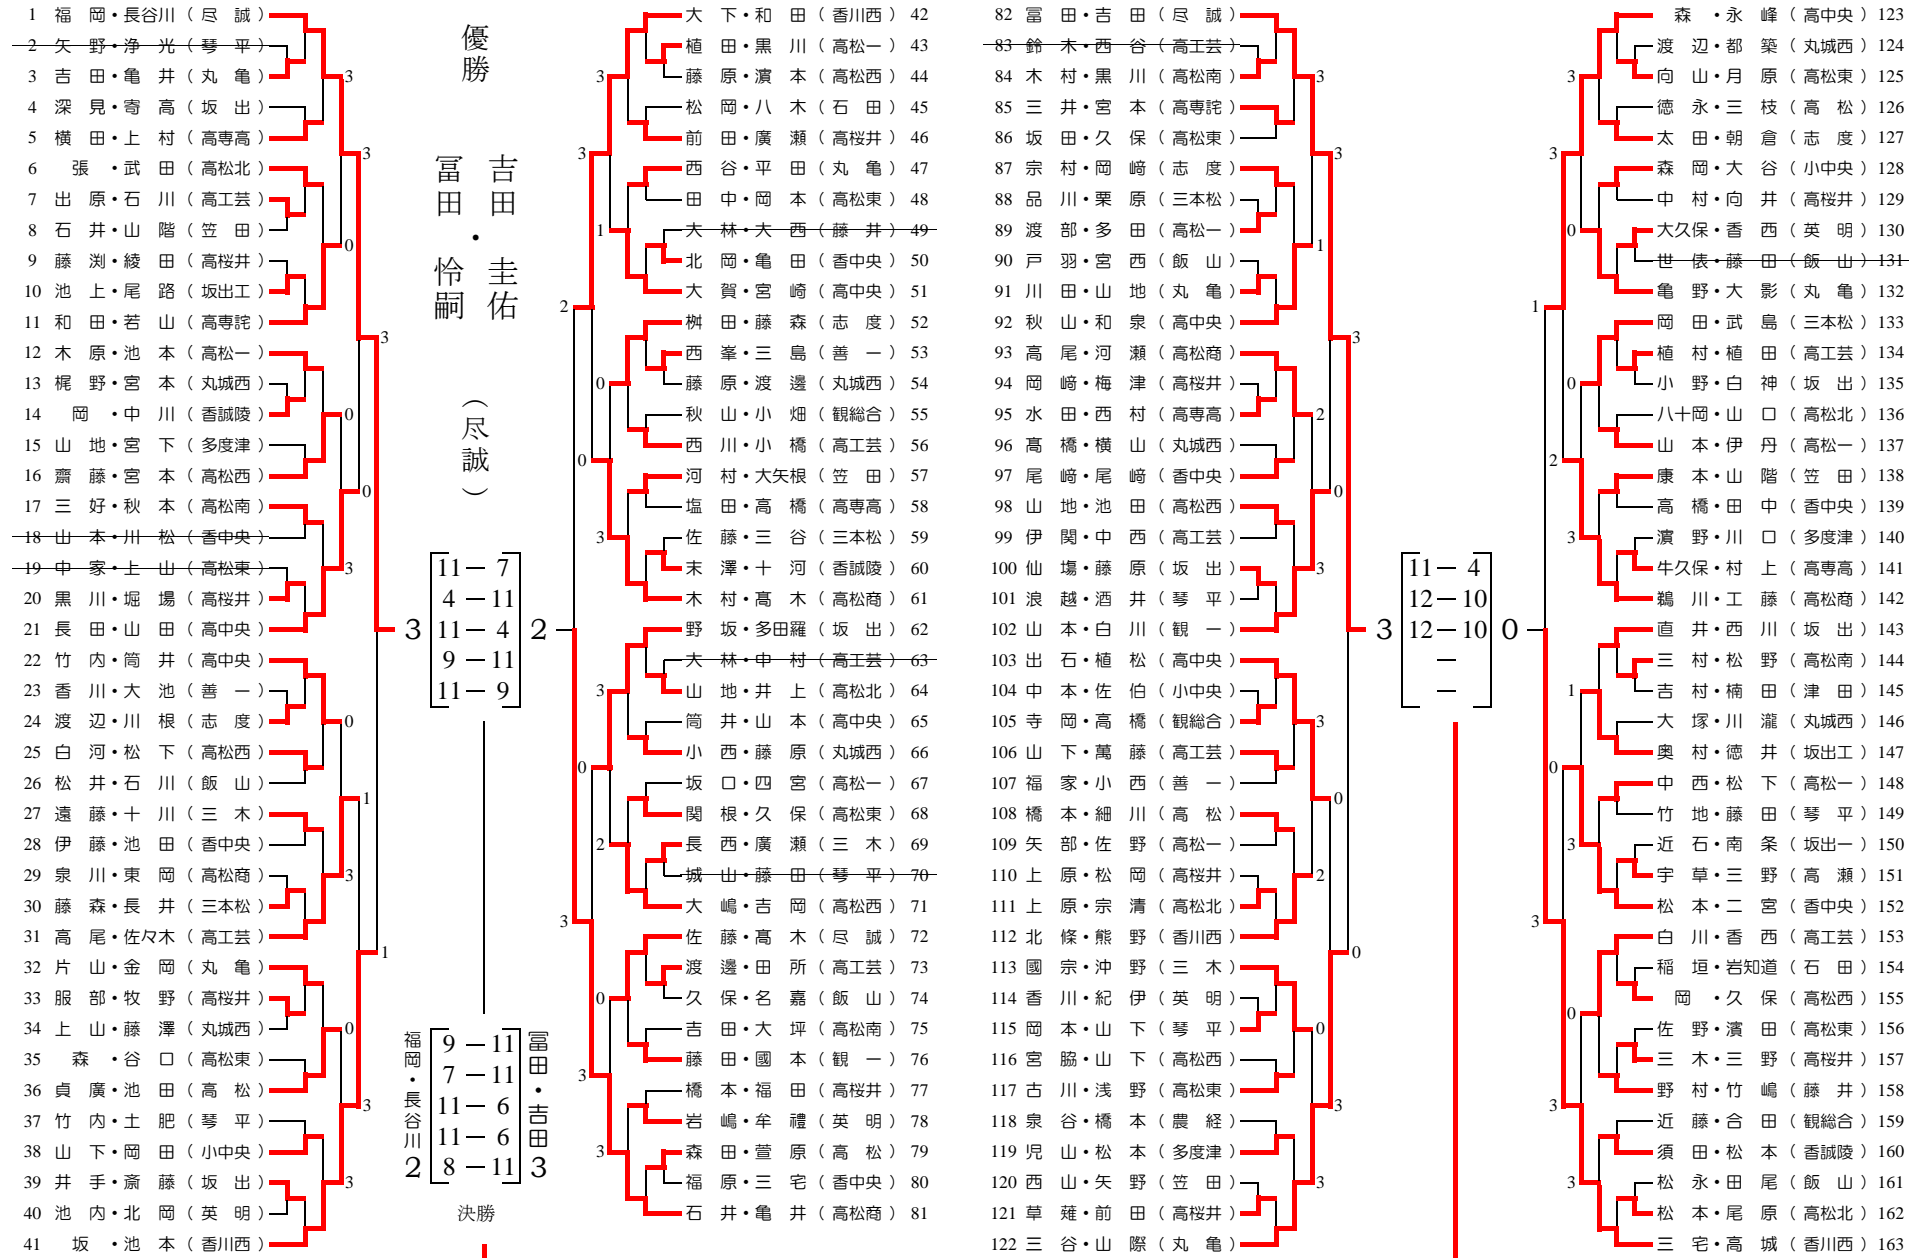 1 福岡・長谷川（尽誠）
2 矢野・浄光（琴平）
3 吉田・亀井（丸亀）
4 深見・寄高（坂出）
5 横田・上村（高専高）
6 張・武田（高松北）
7 出原・石川（高工芸）
8 石井・山階（笠田）
9 藤渕・綾田（高桜井）
10 池上・尾路（坂出工）
11 和田・若山（高専詫）
12 木原・池本（高松一）
13 梶野・宮本（丸城西）
14 岡・中川（香誠陵）
15 山地・宮下（多度津）
16 齋藤・宮本（高松西）
17 三好・秋本（高松南）
18 山本・川松（香中央）
19 中家・上山（高松東）
20 黒川・堀場（高桜井）
21 長田・山田（高中央）
22 竹内・筒井（高中央）
23 香川・大池（善一）
24 渡辺・川根（志度）
25 白河・松下（高松西）
26 松井・石川（飯山）
27 遠藤・十川（三木）
28 伊藤・池田（香中央）
29 泉川・東岡（高松商）
30 藤森・長井（三本松）
31 高尾・佐々木（高工芸）
32 片山・金岡（丸亀）
33 服部・牧野（高桜井）
34 上山・藤澤（丸城西）
35 森・谷口（高松東）
36 貞廣・池田（高松）
37 竹内・土肥（琴平）
38 山下・岡田（小中央）
39 井手・斎藤（坂出）
40 池内・北岡（英明）
41 坂・池本（香川西）
3
3
0
3
0
0
3
3
0
1
3
1
0
3
3
優勝
吉田 圭佑
・
冨田 怜嗣
（尽誠）
3
11－7
4－11
11－4
9－11
11－9
2
福岡・長谷川 2
9－11
7－11
11－6
11－6
8－11
冨田・吉田 3
決勝
3
3
1
2
0
0
3
3
0
2
3
0
3
3
大下・和田（香川西） 42
植田・黒川（高松一） 43
藤原・濵本（高松西） 44
松岡・八木（石田） 45
前田・廣瀬（高桜井） 46
西谷・平田（丸亀） 47
田中・岡本（高松東） 48
大林・大西（藤井） 49
北岡・亀田（香中央） 50
大賀・宮崎（高中央） 51
桝田・藤森（志度） 52
西峯・三島（善一） 53
藤原・渡邊（丸城西） 54
秋山・小畑（観総合） 55
西川・小橋（高工芸） 56
河村・大矢根（笠田） 57
塩田・高橋（高専高） 58
佐藤・三谷（三本松） 59
末澤・十河（香誠陵） 60
木村・髙木（高松商） 61
野坂・多田羅（坂出） 62
大林・中村（高工芸） 63
山地・井上（高松北） 64
筒井・山本（高中央） 65
小西・藤原（丸城西） 66
坂口・四宮（高松一） 67
関根・久保（高松東） 68
長西・廣瀬（三木） 69
城山・藤田（琴平） 70
大嶋・吉岡（高松西） 71
佐藤・髙木（尽誠） 72
渡邊・田所（高工芸） 73
久保・名嘉（飯山） 74
吉田・大坪（高松南） 75
藤田・國本（観一） 76
橋本・福田（高桜井） 77
岩嶋・牟禮（英明） 78
森田・萱原（高松） 79
福原・三宅（香中央） 80
石井・亀井（高松商） 81
82 冨田・吉田（尽誠）
83 鈴木・西谷（高工芸）
84 木村・黒川（高松南）
85 三井・宮本（高専詫）
86 坂田・久保（高松東）
87 宗村・岡﨑（志度）
88 品川・栗原（三本松）
89 渡部・多田（高松一）
90 戸羽・宮西（飯山）
91 川田・山地（丸亀）
92 秋山・和泉（高中央）
93 高尾・河瀬（高松商）
94 岡﨑・梅津（高桜井）
95 水田・西村（高専高）
96 髙橋・横山（丸城西）
97 尾﨑・尾﨑（香中央）
98 山地・池田（高松西）
99 伊関・中西（高工芸）
100 仙塲・藤原（坂出）
101 浪越・酒井（琴平）
102 山本・白川（観一）
103 出石・植松（高中央）
104 中本・佐伯（小中央）
105 寺岡・高橋（観総合）
106 山下・萬藤（高工芸）
107 福家・小西（善一）
108 橋本・細川（高松）
109 矢部・佐野（高松一）
110 上原・松岡（高桜井）
111 上原・宗清（高松北）
112 北條・熊野（香川西）
113 國宗・沖野（三木）
114 香川・紀伊（英明）
115 岡本・山下（琴平）
116 宮脇・山下（高松西）
117 古川・浅野（高松東）
118 泉谷・橋本（農経）
119 児山・松本（多度津）
120 西山・矢野（笠田）
121 草薙・前田（高桜井）
122 三谷・山際（丸亀）
3
3
1
3
2
0
3
3
0
2
0
0
3
3
3
11－4
12－10
12－10
－
－
0
3
3
0
1
0
2
3
1
0
3
3
0
3
3
森・永峰（高中央） 123
渡辺・都築（丸城西） 124
向山・月原（高松東） 125
徳永・三枝（高松） 126
太田・朝倉（志度） 127
森岡・大谷（小中央） 128
中村・向井（高桜井） 129
大久保・香西（英明） 130
世俵・藤田（飯山） 131
亀野・大影（丸亀） 132
岡田・武島（三本松） 133
植村・植田（高工芸） 134
小野・白神（坂出） 135
八十岡・山口（高松北） 136
山本・伊丹（高松一） 137
康本・山階（笠田） 138
高橋・田中（香中央） 139
濱野・川口（多度津） 140
牛久保・村上（高専高） 141
鵜川・工藤（高松商） 142
直井・西川（坂出） 143
三村・松野（高松南） 144
吉村・楠田（津田） 145
大塚・川瀧（丸城西） 146
奥村・徳井（坂出工） 147
中西・松下（高松一） 148
竹地・藤田（琴平） 149
近石・南条（坂出一） 150
宇草・三野（高瀬） 151
松本・二宮（香中央） 152
白川・香西（高工芸） 153
稲垣・岩知道（石田） 154
岡・久保（高松西） 155
佐野・濱田（高松東） 156
三木・三野（高桜井） 157
野村・竹嶋（藤井） 158
近藤・合田（観総合） 159
須田・松本（香誠陵） 160
松永・田尾（飯山） 161
松本・尾原（高松北） 162
三宅・高城（香川西） 163